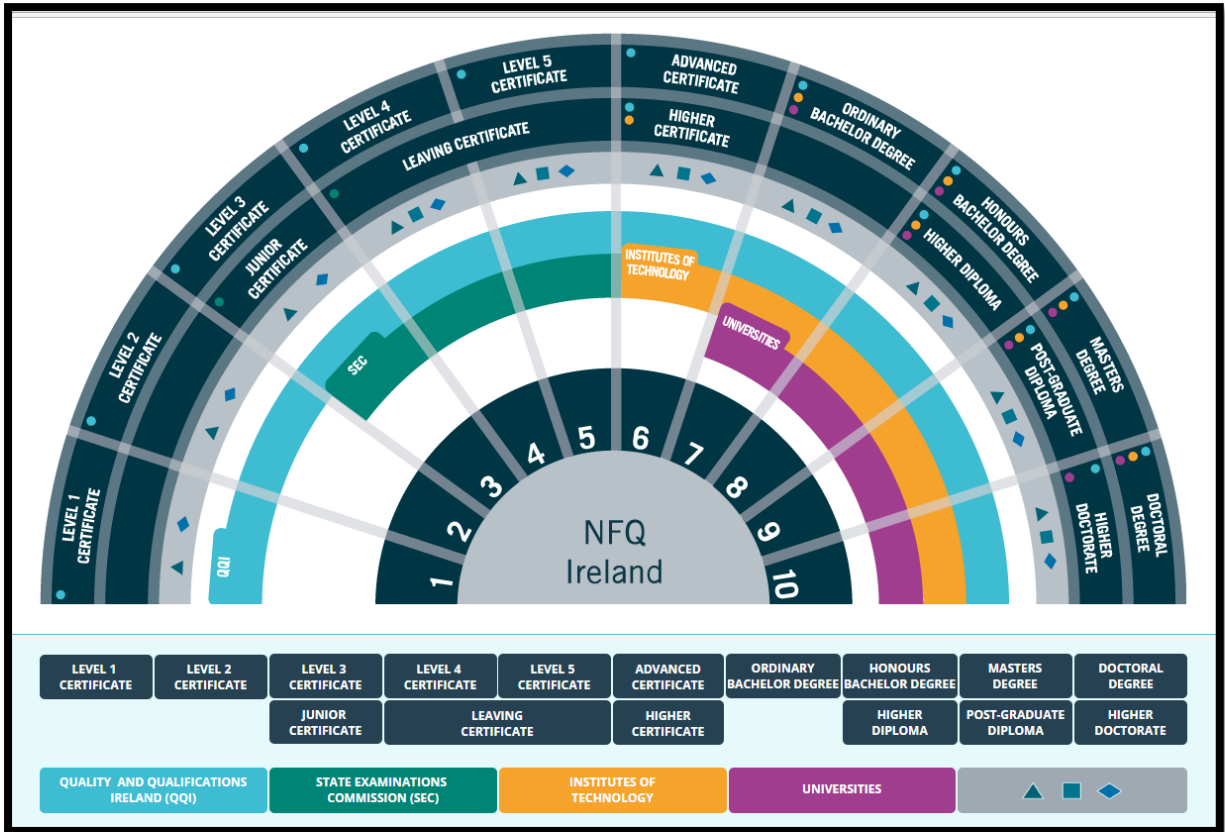 LEVEL 1
CERTIFICATE
LEVEL 2
CERTIFICATE
LEVEL 3
CERTIFICATE
JUNIOR
CERTIFICATE
LEVEL 4
CERTIFICATE
LEAVING CERTIFICATE
LEVEL 5
CERTIFICATE
ADVANCED
CERTIFICATE
HIGHER
CERTIFICATE
ORDINARY
BACHELOR DEGREE
HONOURS
BACHELOR DEGREE
HIGHER DIPLOMA
MASTERS
DEGREE
POST-GRADUATE
DIPLOMA
DOCTORAL
DEGREE
HIGHER
DOCTORATE
QQI
SEC
INSTITUTES OF
TECHNOLOGY
UNIVERSITIES
1
2
3
4
5
6
7
8
9
10
NFQ
Ireland
LEVEL 1
CERTIFICATE
LEVEL 2
CERTIFICATE
LEVEL 3
CERTIFICATE
LEVEL 4
CERTIFICATE
LEVEL 5
CERTIFICATE
ADVANCED
CERTIFICATE
ORDINARY
BACHELOR DEGREE
HONOURS
BACHELOR DEGREE
MASTERS
DEGREE
DOCTORAL
DEGREE
JUNIOR
CERTIFICATE
LEAVING
CERTIFICATE
HIGHER
CERTIFICATE
HIGHER
DIPLOMA
POST-GRADUATE
DIPLOMA
HIGHER
DOCTORATE
QUALITY AND QUALIFICATIONS
IRELAND (QQI)
STATE EXAMINATIONS
COMMISSION (SEC)
INSTITUTES OF
TECHNOLOGY
UNIVERSITIES